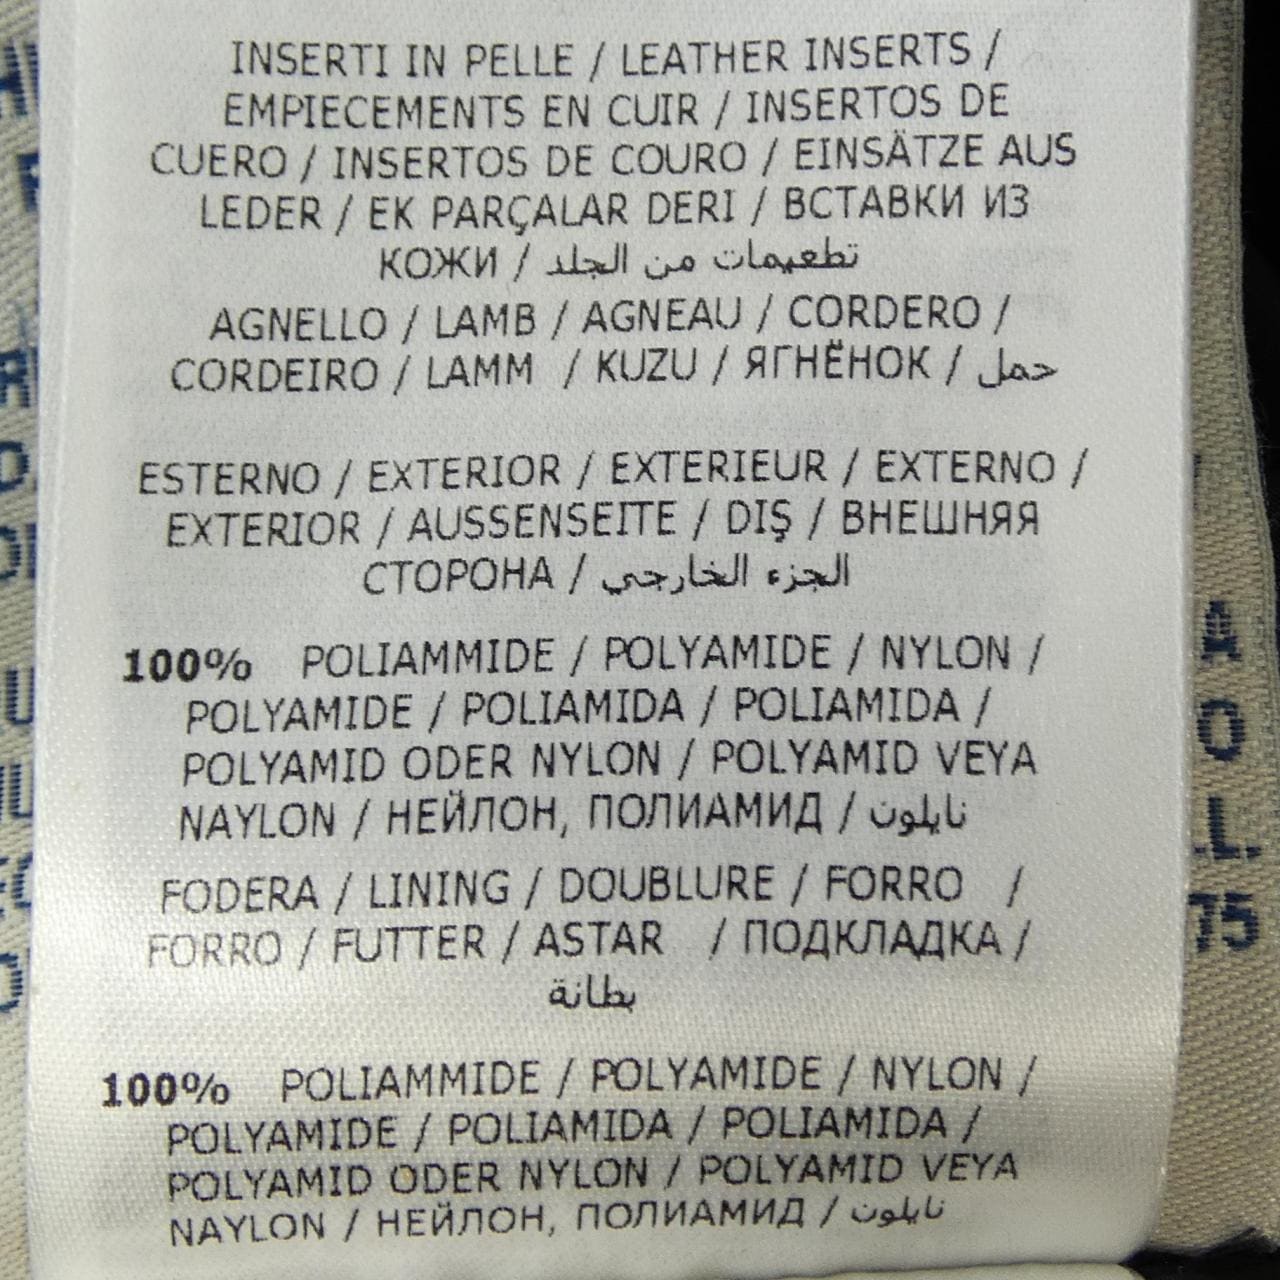 INSERTI IN PELLE / LEATHER INSERTS /
EMPIECEMENTS EN CUIR / INSERTOS DE
CUERO / INSERTOS DE COURO / EINSÄTZE AUS
LEDER / EK PARÇALAR DERI / ВСТАВКИ ИЗ
КОЖИ / تطعيمات من الجلد
AGNELLO / LAMB / AGNEAU / CORDERO /
CORDEIRO / LAMM / KUZU / ЯГНЁНОК / حمل
ESTERNO / EXTERIOR / EXTERIEUR / EXTERNO /
EXTERIOR / AUSSENSEITE / DIŞ / ВНЕШНЯЯ
СТОРОНА / الجزء الخارجي
100% POLIAMMIDE / POLYAMIDE / NYLON /
POLYAMIDE / POLIAMIDA / POLIAMIDA /
POLYAMID ODER NYLON / POLYAMID VEYA
NAYLON / НЕЙЛОН, ПОЛИАМИД / نايلون
FODERA / LINING / DOUBLURE / FORRO /
FORRO / FUTTER / ASTAR / ПОДКЛАДКА /
بطانة
100% POLIAMMIDE / POLYAMIDE / NYLON /
POLYAMIDE / POLIAMIDA / POLIAMIDA /
POLYAMID ODER NYLON / POLYAMID VEYA
NAYLON / НЕЙЛОН, ПОЛИАМИД / نايلون